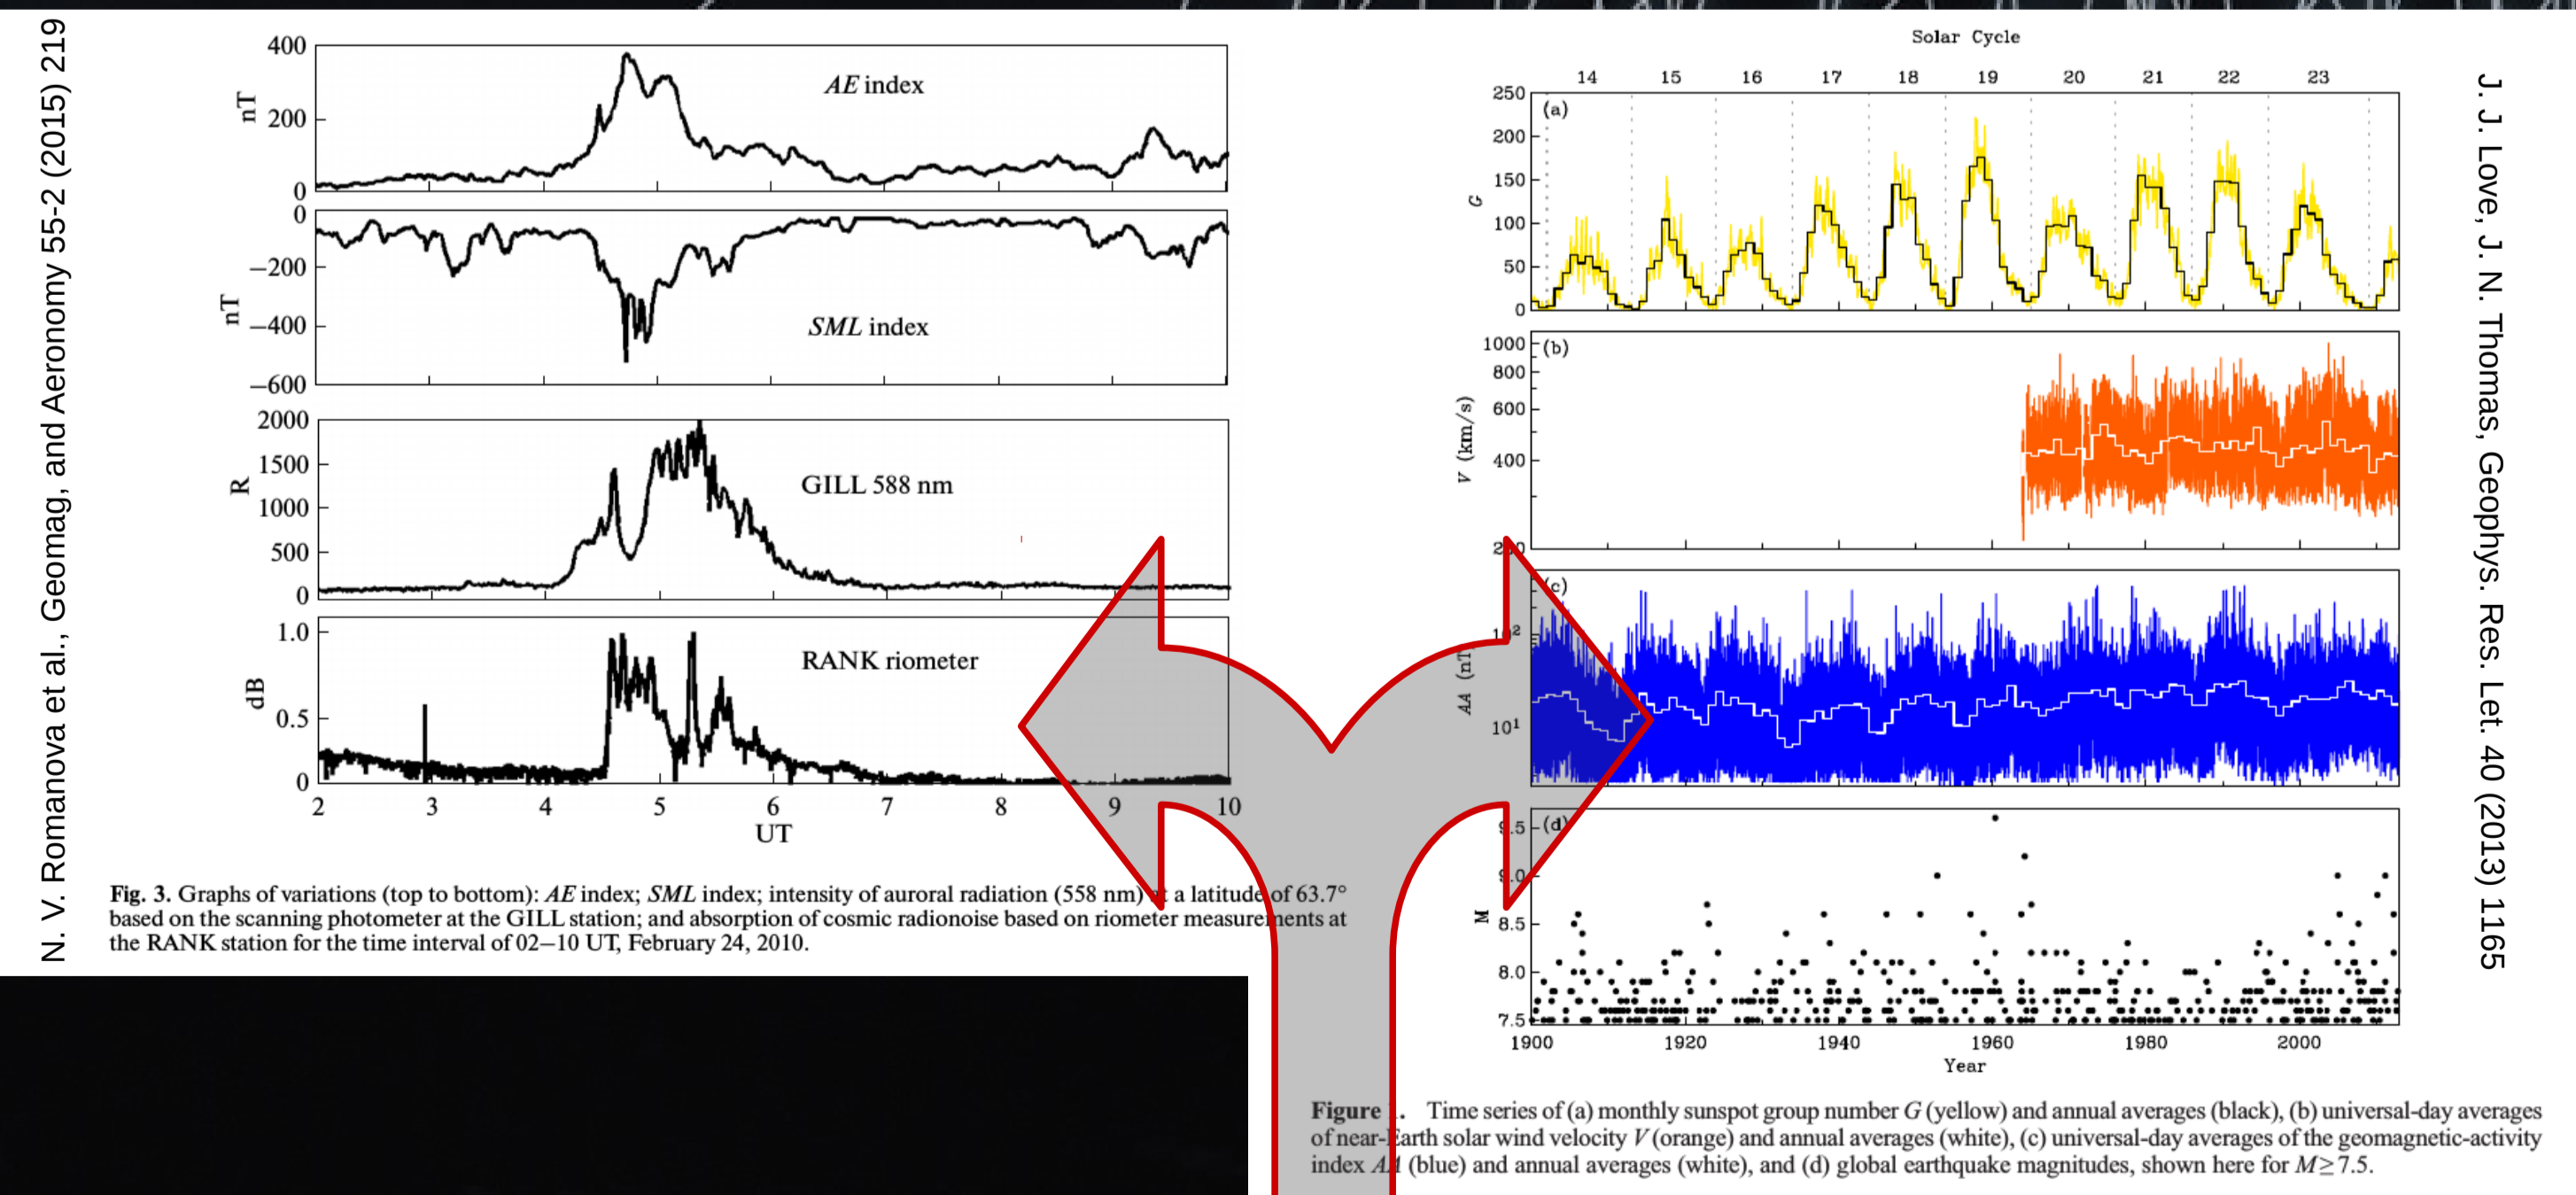 N. V. Romanova et al., Geomag, and Aeronomy 55-2 (2015) 219
400
AE index
nT
200
0
0
−200
nT
−400
SML index
−600
2000
1500
R
GILL 588 nm
1000
500
0
1.0
RANK riometer
dB
0.5
0
2 3 4 5 6 7 8 9 10
UT
Fig. 3. Graphs of variations (top to bottom): AE index; SML index; intensity of auroral radiation (558 nm) at a latitude of 63.7°
based on the scanning photometer at the GILL station; and absorption of cosmic radionoise based on riometer measurements at
the RANK station for the time interval of 02–10 UT, February 24, 2010.
Solar Cycle
14 15 16 17 18 19 20 21 22 23
250
(a)
200
150
G
100
50
0
1000
(b)
800
600
V (km/s)
400
200
(c)
10²
AA (nT
10¹
9.5
(d)
9.0
M
8.5
8.0
7.5
1900 1920 1940 1960 1980 2000
Year
Figure 1. Time series of (a) monthly sunspot group number G (yellow) and annual averages (black), (b) universal-day averages
of near-Earth solar wind velocity V (orange) and annual averages (white), (c) universal-day averages of the geomagnetic-activity
index AA (blue) and annual averages (white), and (d) global earthquake magnitudes, shown here for M≥7.5.
J. J. Love, J. N. Thomas, Geophys. Res. Let. 40 (2013) 1165